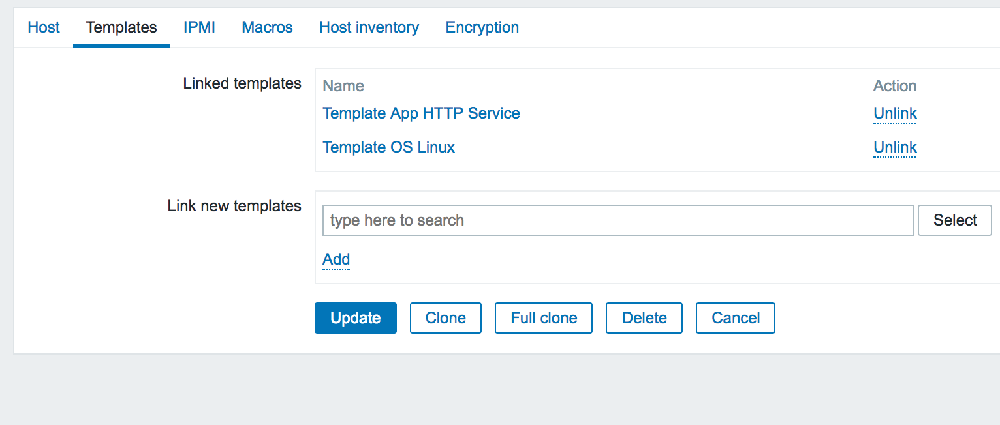 Host Templates IPMI Macros Host inventory Encryption
Linked templates
Name Action
Template App HTTP Service Unlink
Template OS Linux Unlink
Link new templates
type here to search Select
Add
Update Clone Full clone Delete Cancel